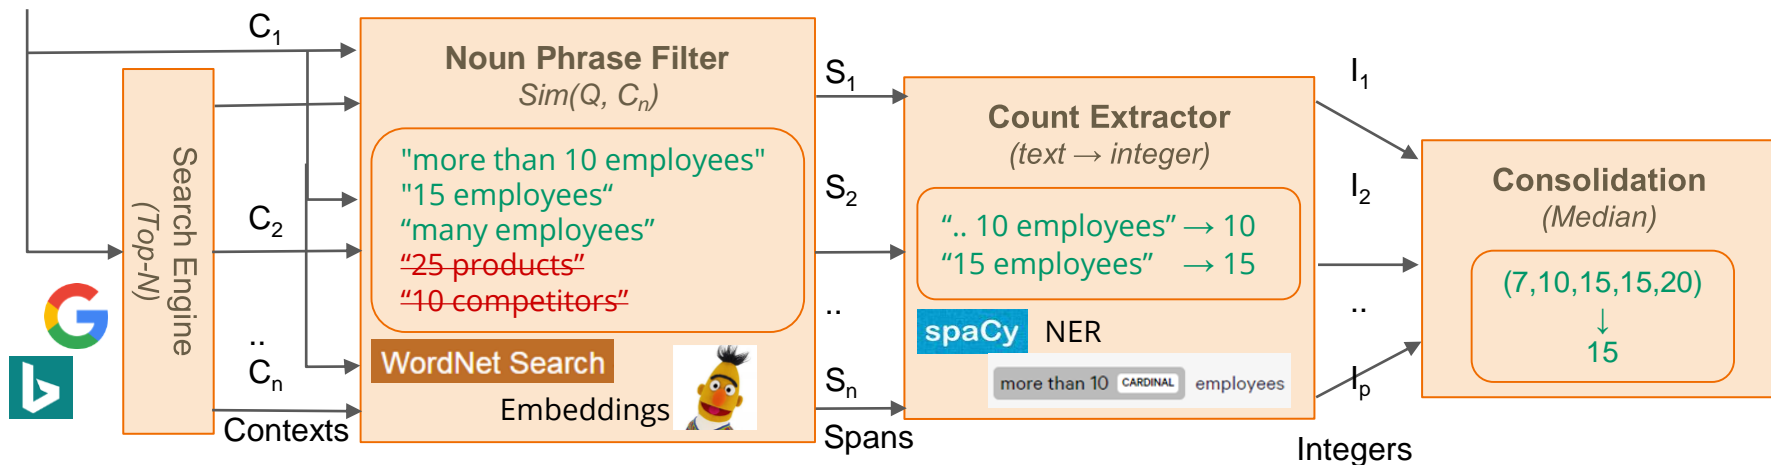 Search Engine
(Top-N)
C1
C2
..
Cn
Contexts
Noun Phrase Filter
Sim(Q, Cn)
"more than 10 employees"
"15 employees“
“many employees”
“25 products”
“10 competitors”
WordNet Search
Embeddings
S1
S2
..
Sn
Spans
Count Extractor
(text → integer)
“.. 10 employees” → 10
“15 employees” → 15
spaCy NER
more than 10 CARDINAL employees
I1
I2
..
Ip
Integers
Consolidation
(Median)
(7,10,15,15,20)
↓
15